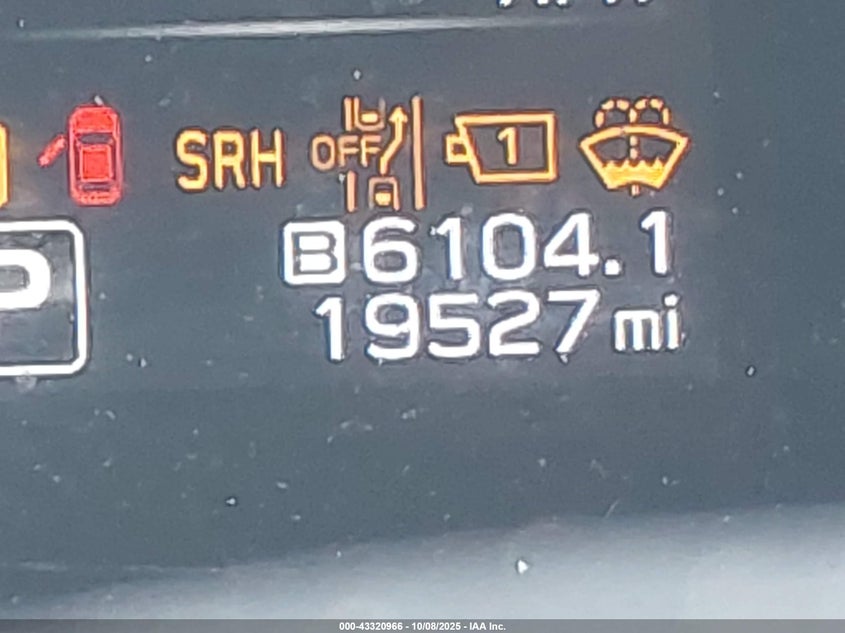 SRH OFF 1
P
B 6104.1
19527 mi
000-43320966 - 10/08/2025 - IAA Inc.